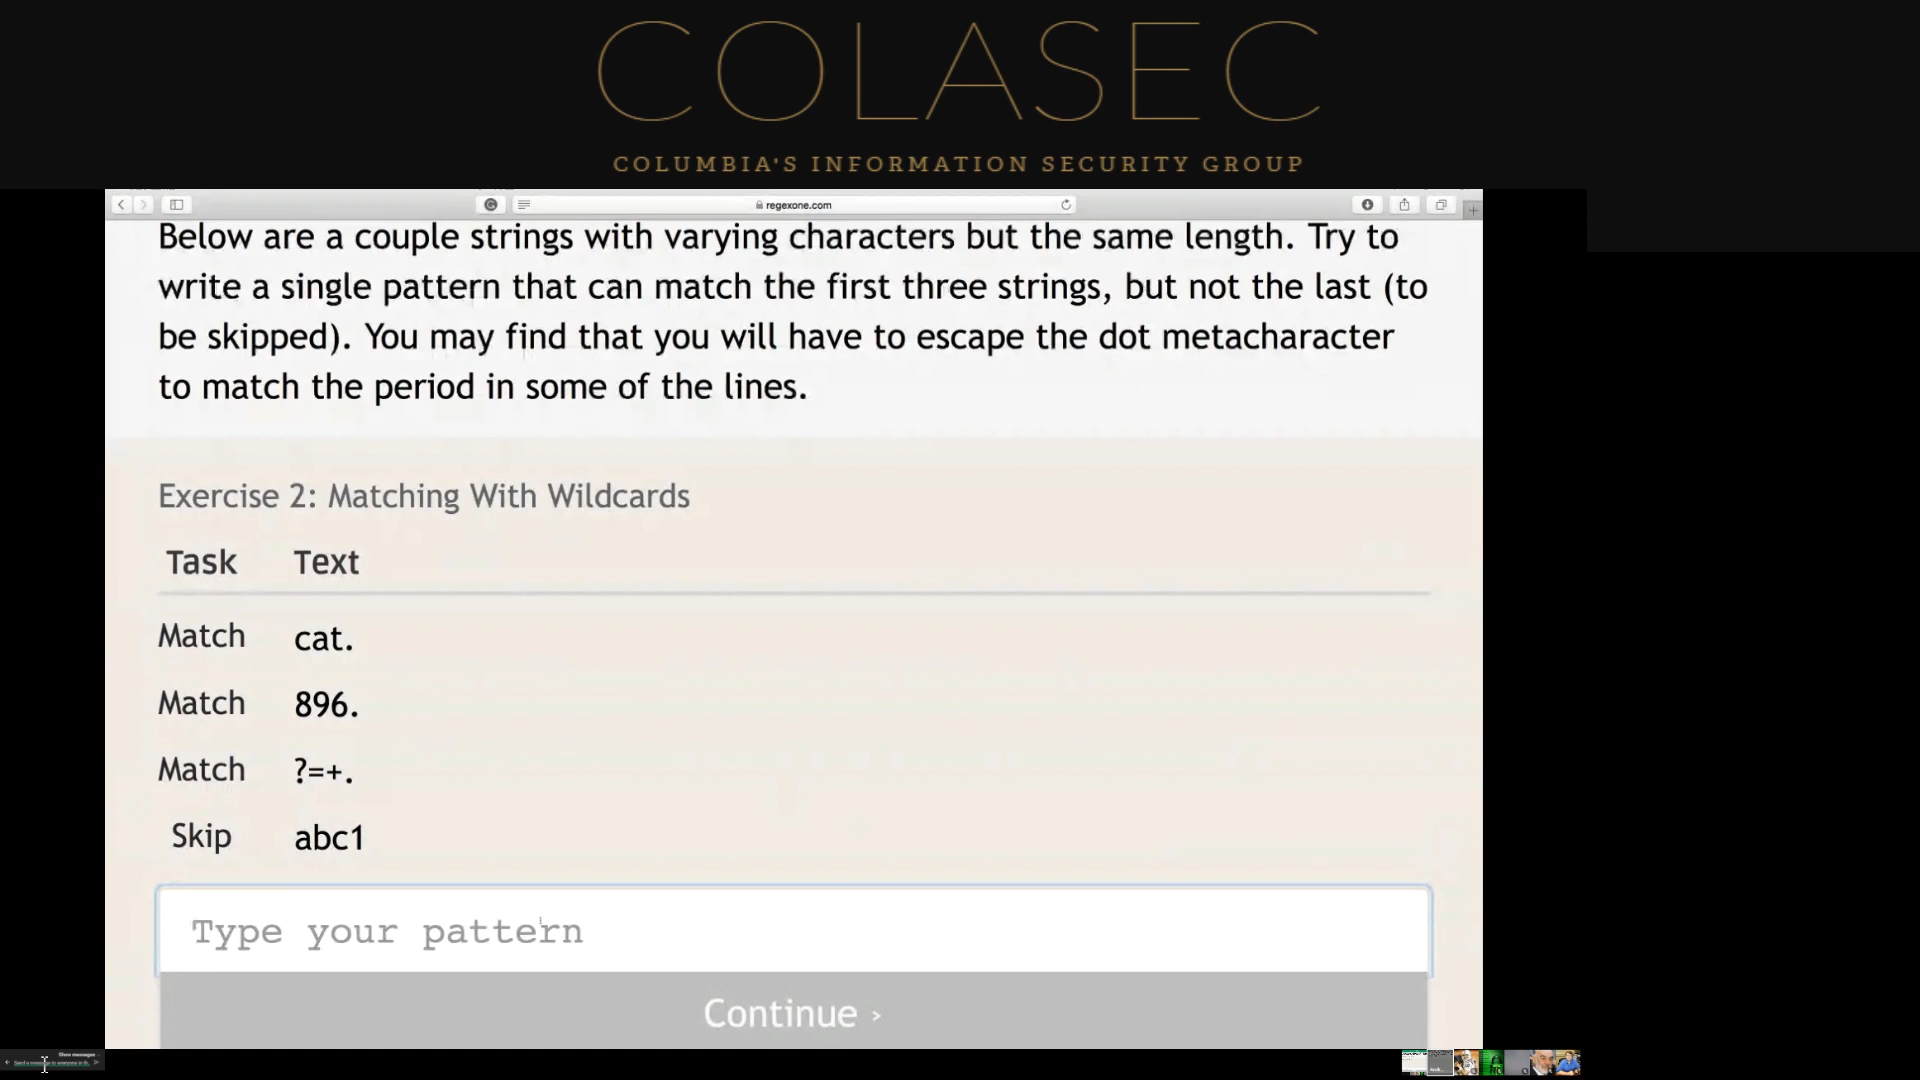 COLASEC
COLUMBIA'S INFORMATION SECURITY GROUP
regexone.com
Below are a couple strings with varying characters but the same length. Try to
write a single pattern that can match the first three strings, but not the last (to
be skipped). You may find that you will have to escape the dot metacharacter
to match the period in some of the lines.
Exercise 2: Matching With Wildcards
Task Text
Match cat.
Match 896.
Match ?=+.
Skip abc1
Type your pattern
Continue ›
Show messages